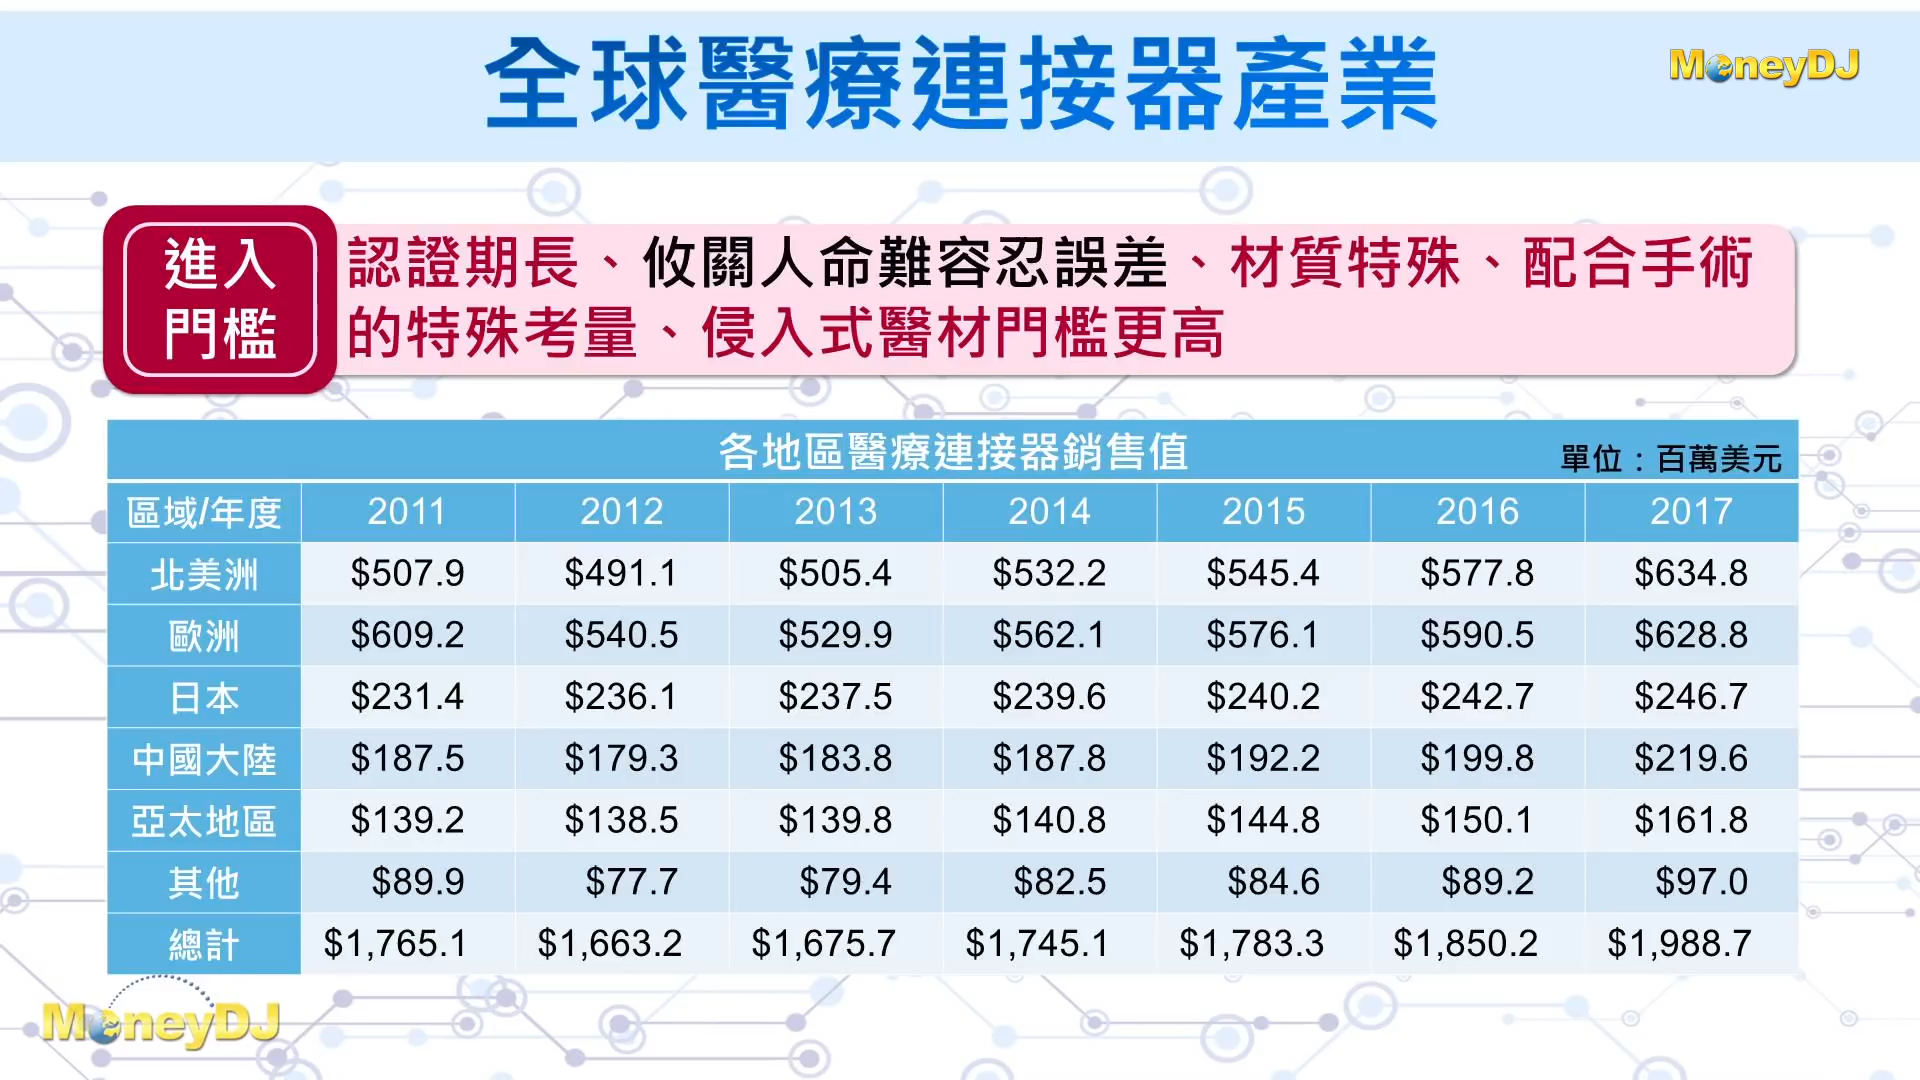 全球醫療連接器產業
MoneyDJ
進入
門檻
認證期長、攸關人命難容忍誤差、材質特殊、配合手術
的特殊考量、侵入式醫材門檻更高
各地區醫療連接器銷售值 單位：百萬美元
區域/年度 2011 2012 2013 2014 2015 2016 2017
北美洲 $507.9 $491.1 $505.4 $532.2 $545.4 $577.8 $634.8
歐洲 $609.2 $540.5 $529.9 $562.1 $576.1 $590.5 $628.8
日本 $231.4 $236.1 $237.5 $239.6 $240.2 $242.7 $246.7
中國大陸 $187.5 $179.3 $183.8 $187.8 $192.2 $199.8 $219.6
亞太地區 $139.2 $138.5 $139.8 $140.8 $144.8 $150.1 $161.8
其他 $89.9 $77.7 $79.4 $82.5 $84.6 $89.2 $97.0
總計 $1,765.1 $1,663.2 $1,675.7 $1,745.1 $1,783.3 $1,850.2 $1,988.7
MoneyDJ